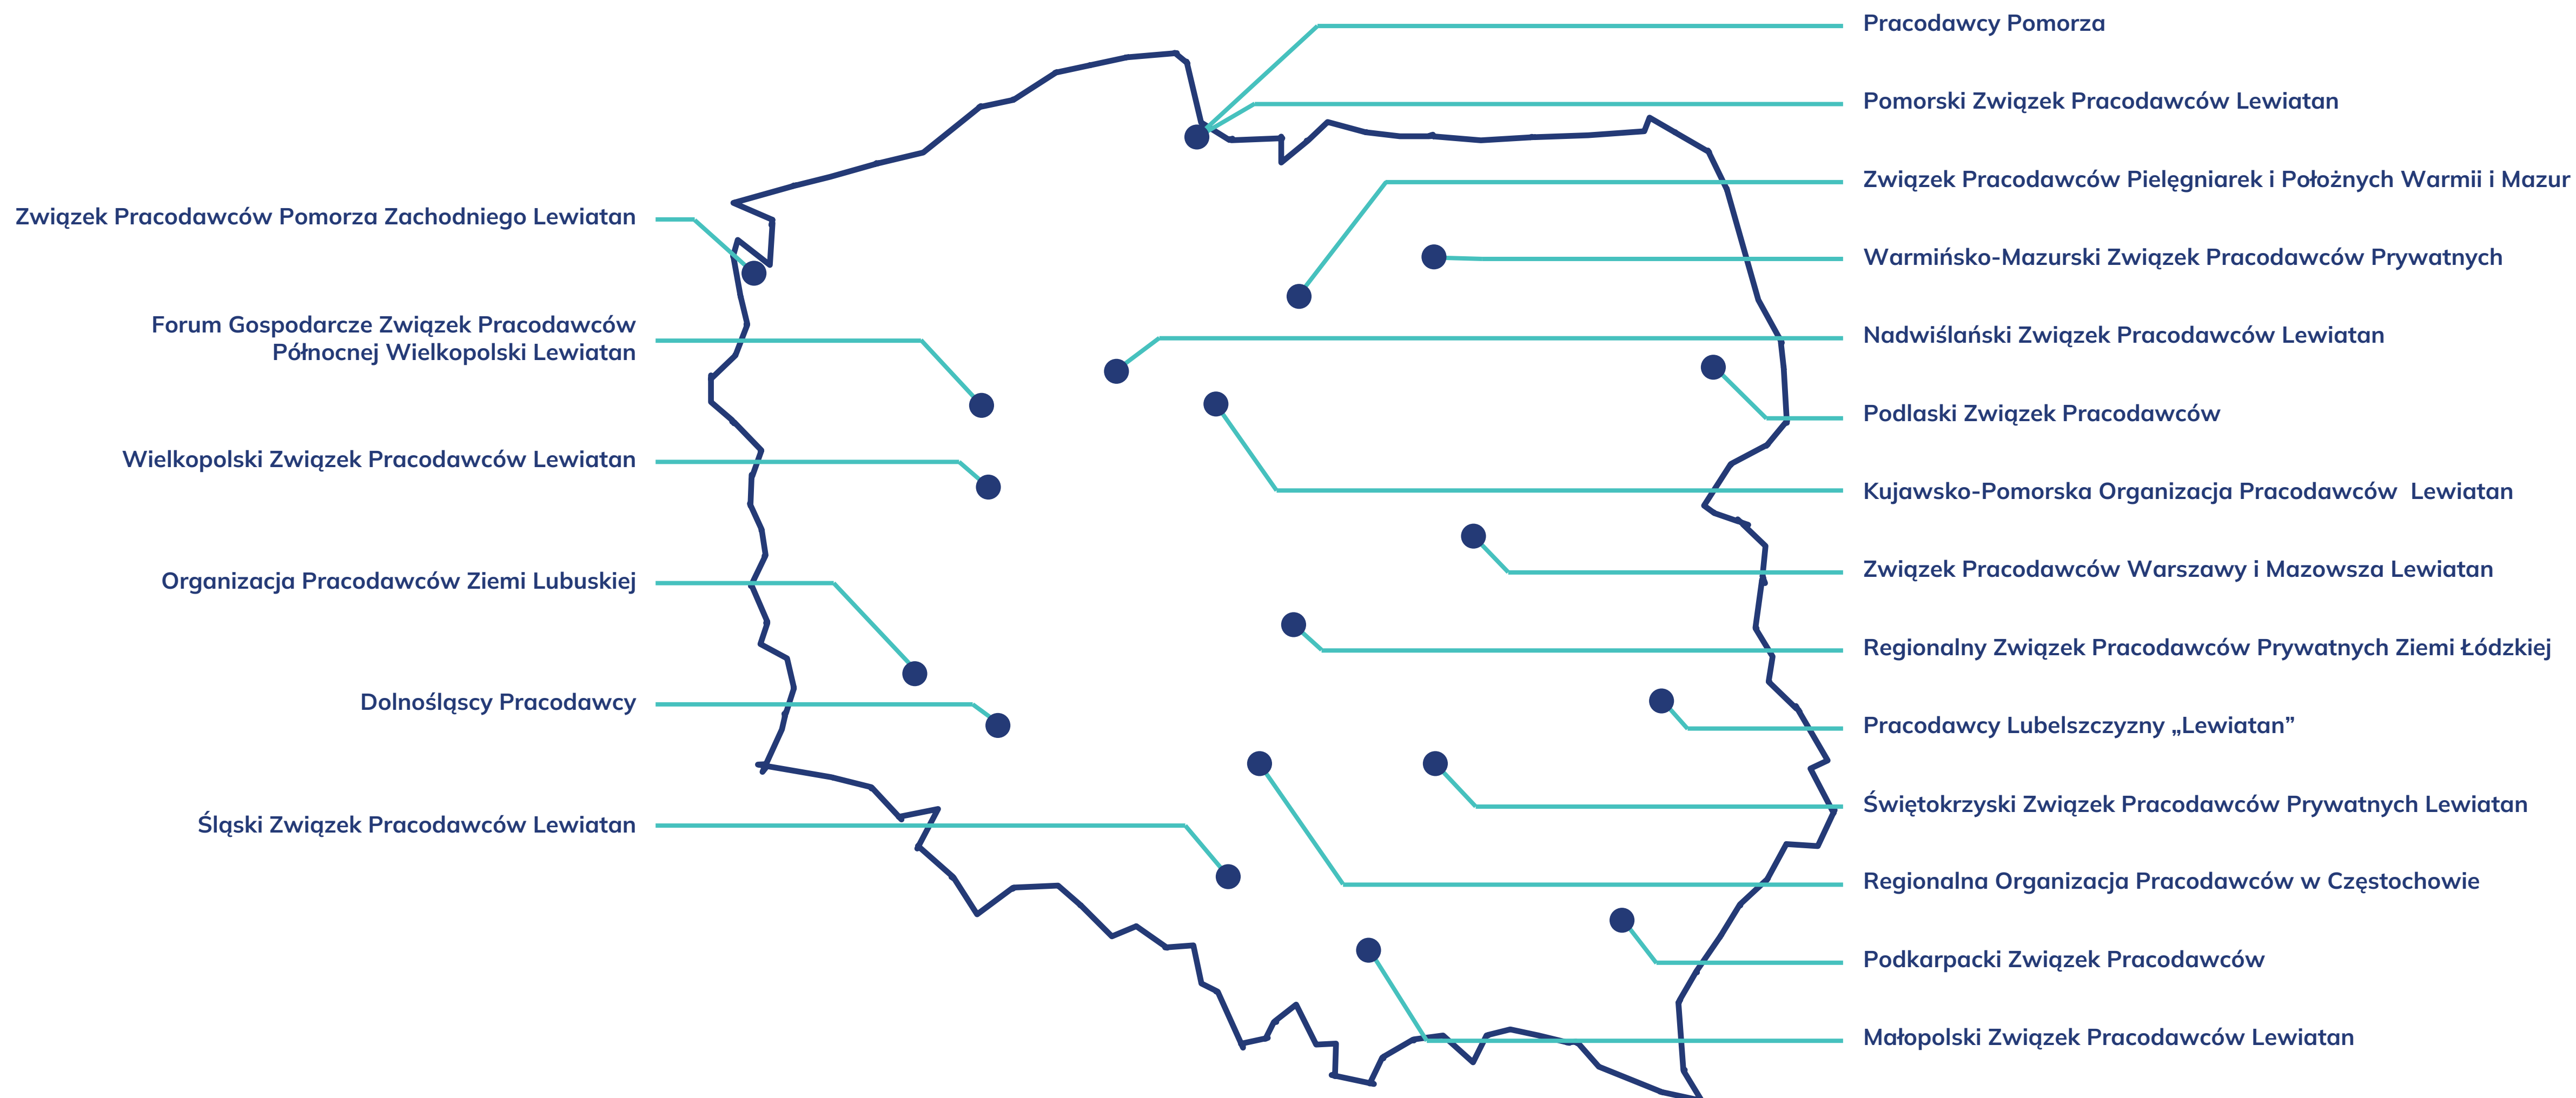 Związek Pracodawców Pomorza Zachodniego Lewiatan
Forum Gospodarcze Związek Pracodawców
Północnej Wielkopolski Lewiatan
Wielkopolski Związek Pracodawców Lewiatan
Organizacja Pracodawców Ziemi Lubuskiej
Dolnośląscy Pracodawcy
Śląski Związek Pracodawców Lewiatan
Pracodawcy Pomorza
Pomorski Związek Pracodawców Lewiatan
Związek Pracodawców Pielęgniarek i Położnych Warmii i Mazur
Warmińsko-Mazurski Związek Pracodawców Prywatnych
Nadwiślański Związek Pracodawców Lewiatan
Podlaski Związek Pracodawców
Kujawsko-Pomorska Organizacja Pracodawców  Lewiatan
Związek Pracodawców Warszawy i Mazowsza Lewiatan
Regionalny Związek Pracodawców Prywatnych Ziemi Łódzkiej
Pracodawcy Lubelszczyzny „Lewiatan”
Świętokrzyski Związek Pracodawców Prywatnych Lewiatan
Regionalna Organizacja Pracodawców w Częstochowie
Podkarpacki Związek Pracodawców
Małopolski Związek Pracodawców Lewiatan